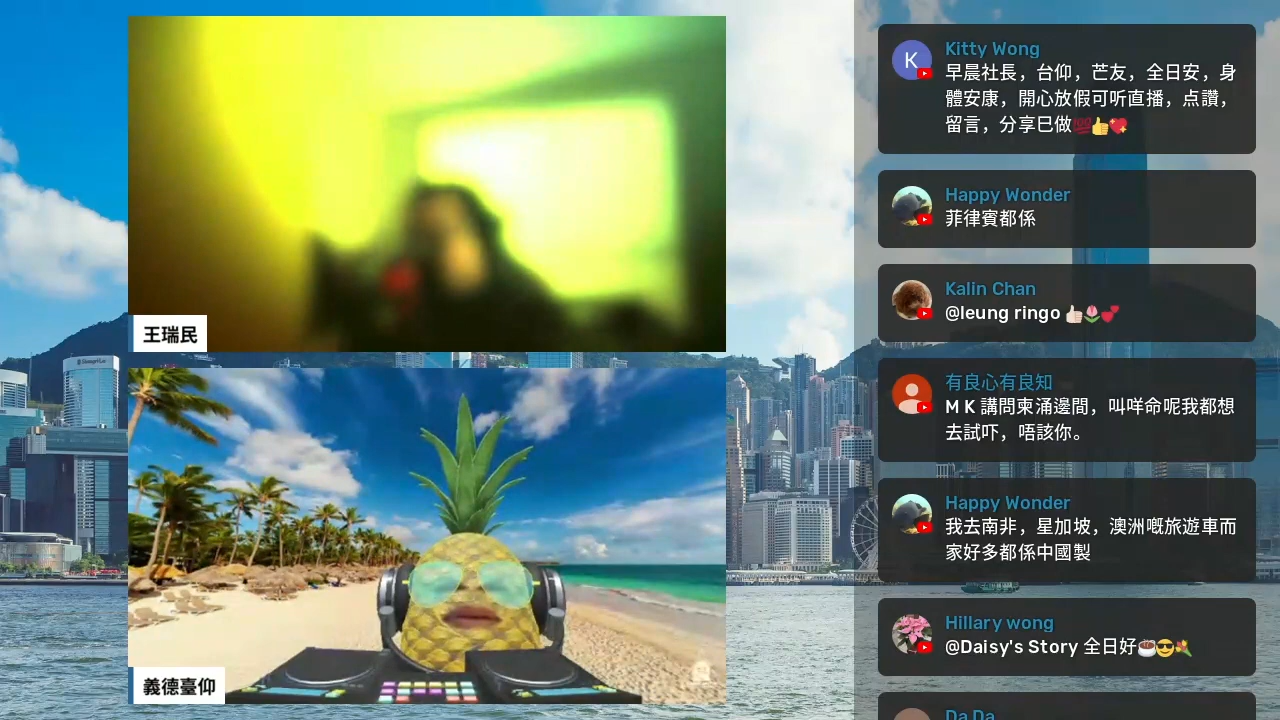 王瑞民
義德臺仰
Kitty Wong
早晨社長，台仰，芒友，全日安，身
體安康，開心放假可听直播，点讚，
留言，分享巳做💯👍💖
Happy Wonder
菲律賓都係
Kalin Chan
@leung ringo 👍🏻🌷💕
有良心有良知
M K 講問柬涌邊間，叫咩命呢我都想
去試吓，唔該你。
Happy Wonder
我去南非，星加坡，澳洲嘅旅遊車而
家好多都係中國製
Hillary wong
@Daisy's Story 全日好☕😎💐
Da Da